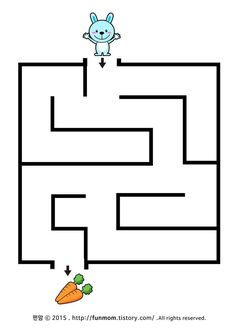 펀맘 ⓒ 2015 . http://funmom.tistory.com/ .All rights reserved.